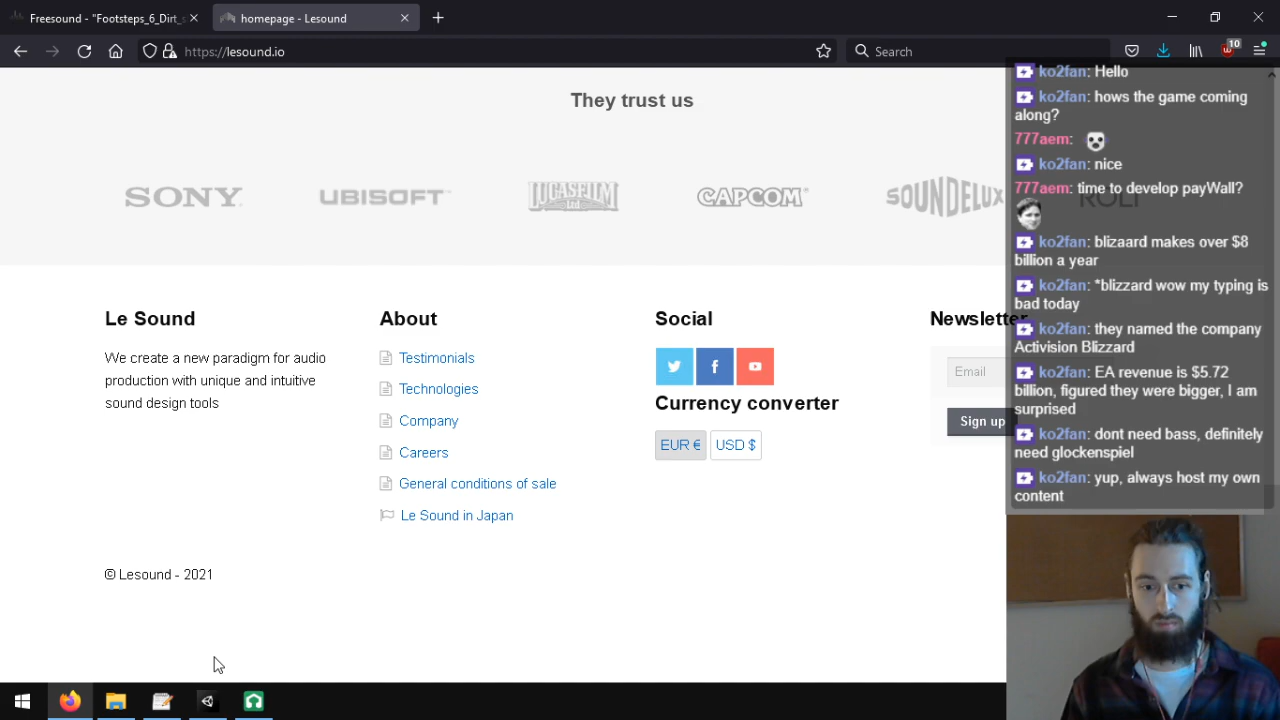 Freesound - "Footsteps_6_Dirt_s
homepage - Lesound
https://lesound.io
Search
10
They trust us
SONY
UBISOFT
LUCASFILM Ltd
CAPCOM
SOUNDELUX
ROLI
Le Sound
We create a new paradigm for audio
production with unique and intuitive
sound design tools
About
Testimonials
Technologies
Company
Careers
General conditions of sale
Le Sound in Japan
Social
Currency converter
EUR €
USD $
Newsletter
Email
Sign up
© Lesound - 2021
ko2fan: Hello
ko2fan: hows the game coming
along?
777aem:
ko2fan: nice
777aem: time to develop payWall?
ko2fan: blizaard makes over $8
billion a year
ko2fan: *blizzard wow my typing is
bad today
ko2fan: they named the company
Activision Blizzard
ko2fan: EA revenue is $5.72
billion, figured they were bigger, I am
surprised
ko2fan: dont need bass, definitely
need glockenspiel
ko2fan: yup, always host my own
content